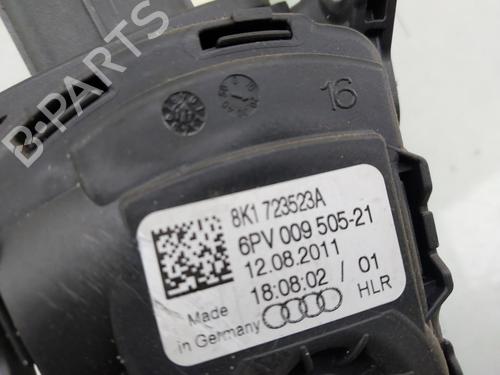 B-PARTS
16
8K1 723523A
6PV 009 505-21
12.08.2011
18:08:02 / 01
Made
in Germany
HLR